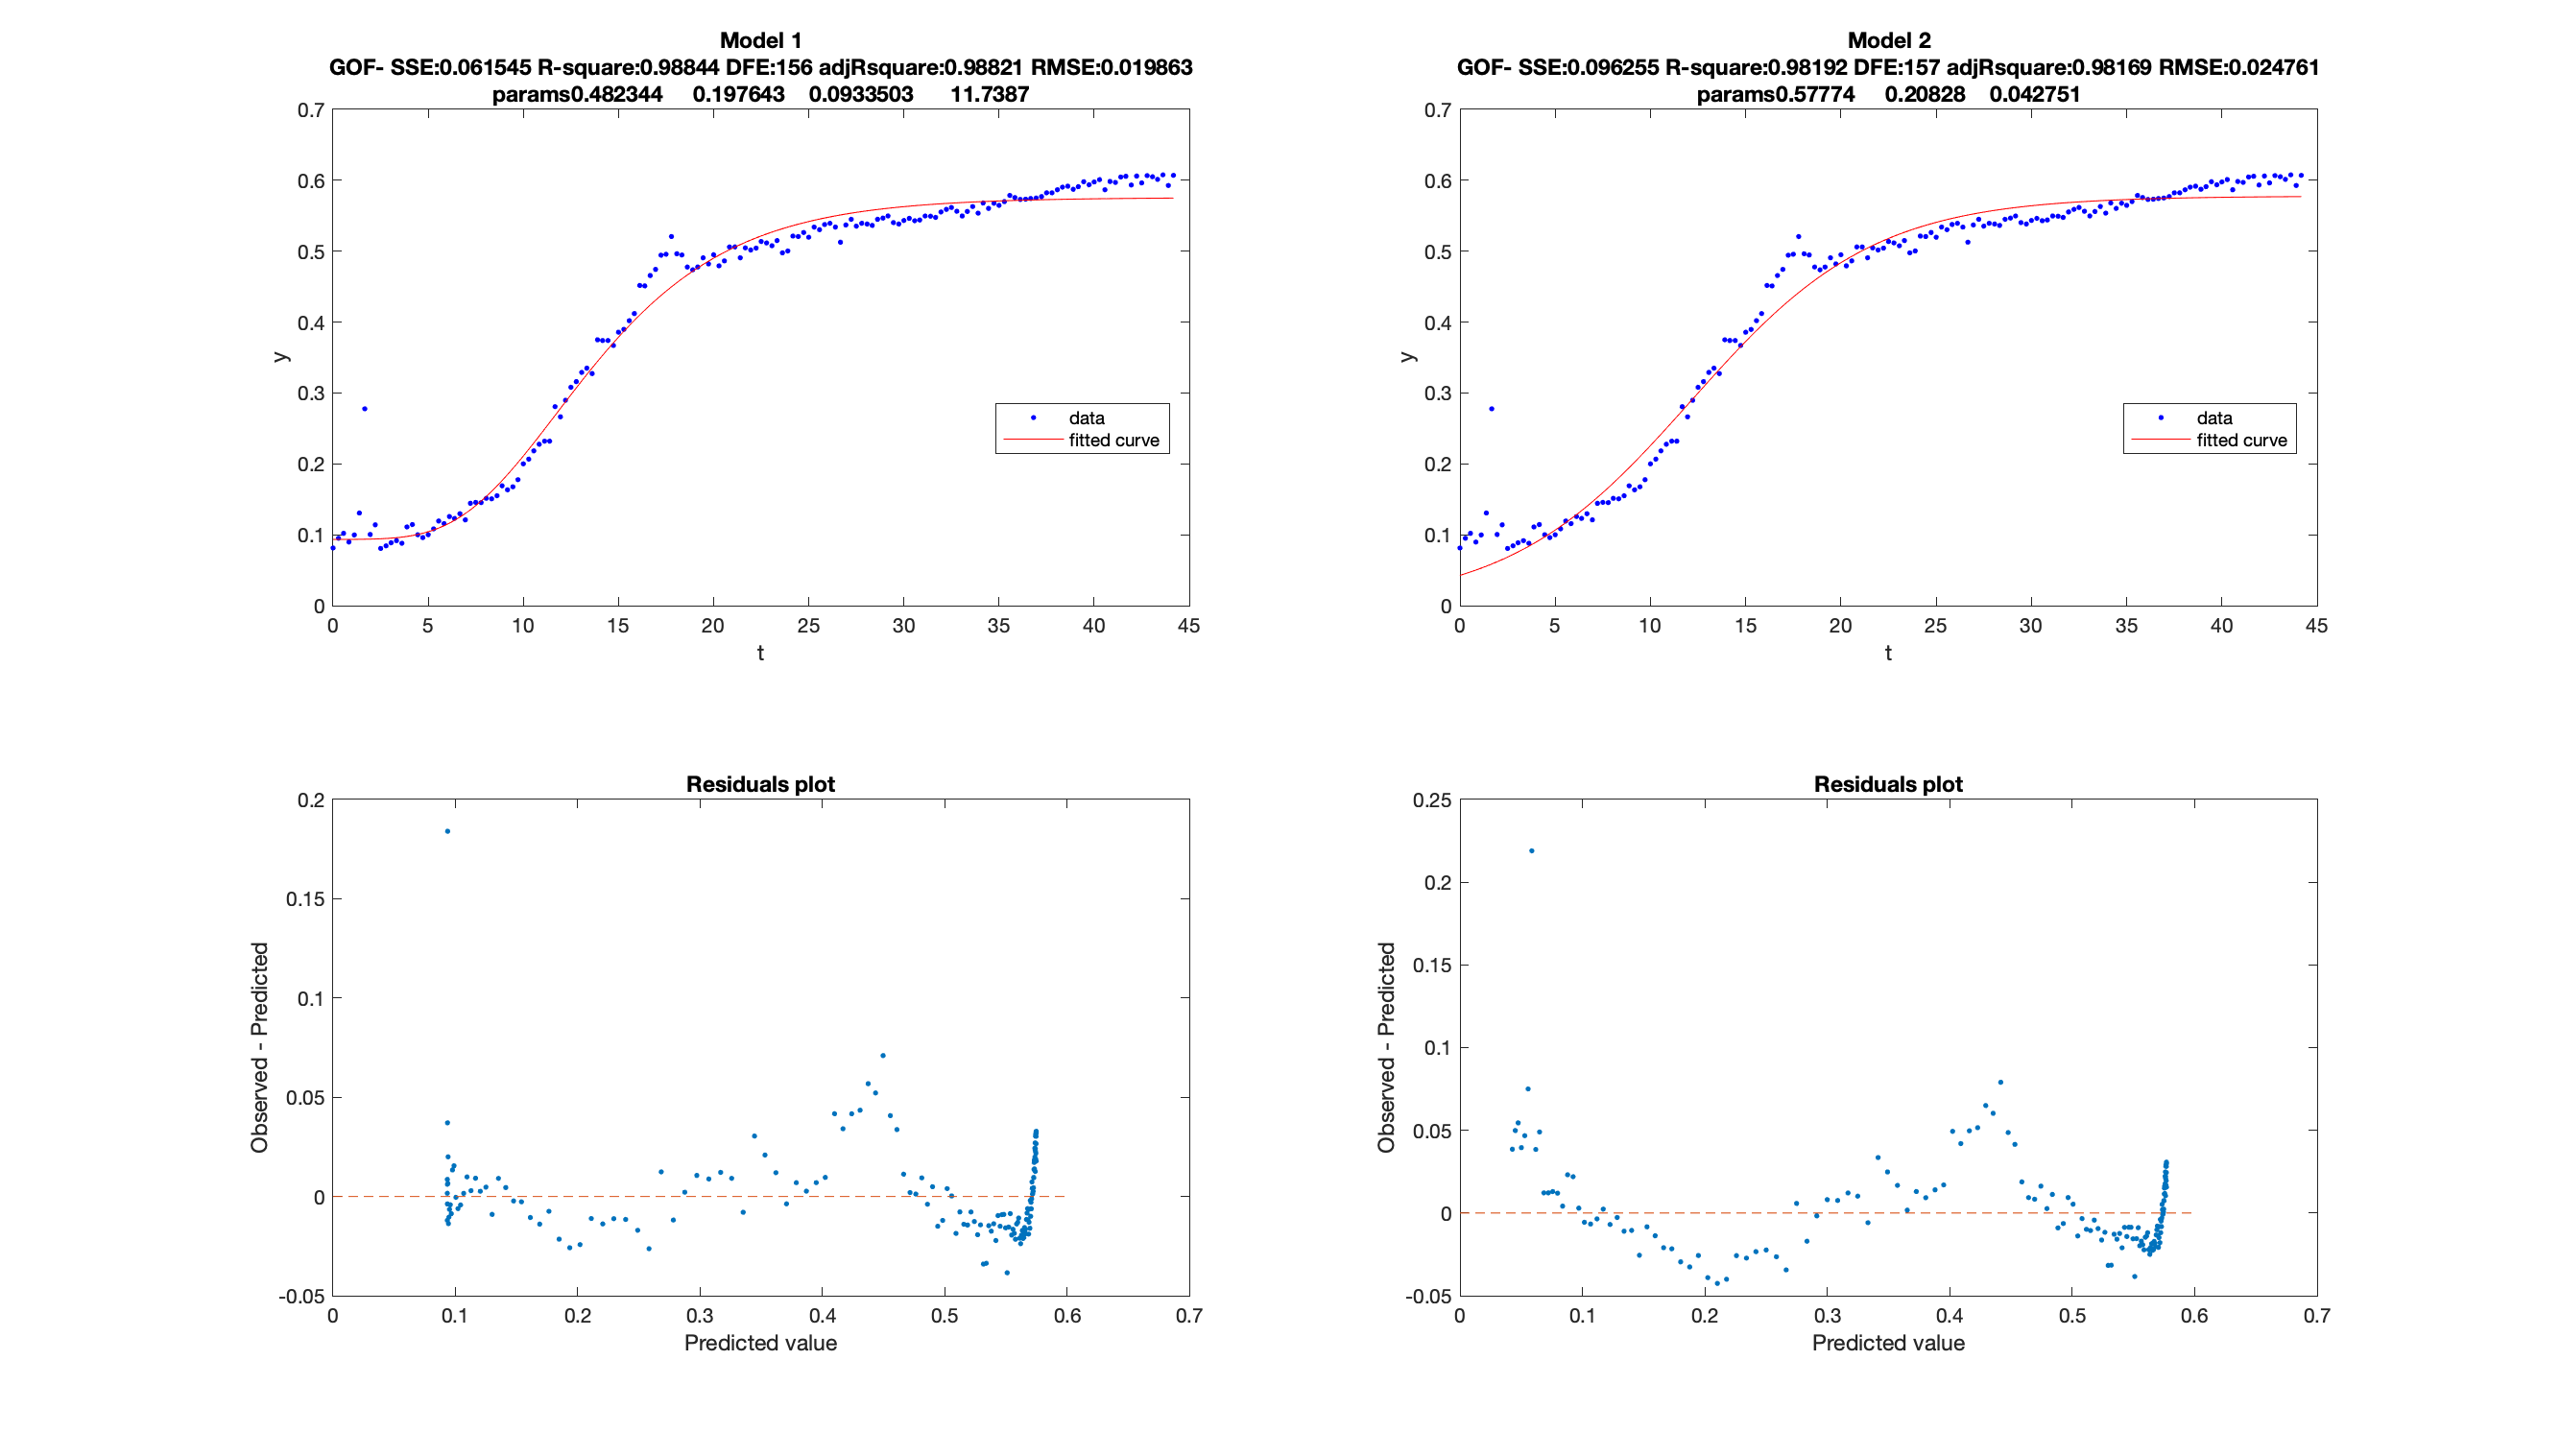 Model 1
GOF- SSE:0.061545 R-square:0.98844 DFE:156 adjRsquare:0.98821 RMSE:0.019863
params0.482344 0.197643 0.0933503 11.7387
0.7
0.6
0.5
0.4
0.3
0.2
0.1
0
y
data
fitted curve
0 5 10 15 20 25 30 35 40 45
t
Model 2
GOF- SSE:0.096255 R-square:0.98192 DFE:157 adjRsquare:0.98169 RMSE:0.024761
params0.57774 0.20828 0.042751
0.7
0.6
0.5
0.4
0.3
0.2
0.1
0
y
data
fitted curve
0 5 10 15 20 25 30 35 40 45
t
Residuals plot
0.2
0.15
0.1
0.05
0
-0.05
Observed - Predicted
0 0.1 0.2 0.3 0.4 0.5 0.6 0.7
Predicted value
Residuals plot
0.25
0.2
0.15
0.1
0.05
0
-0.05
Observed - Predicted
0 0.1 0.2 0.3 0.4 0.5 0.6 0.7
Predicted value